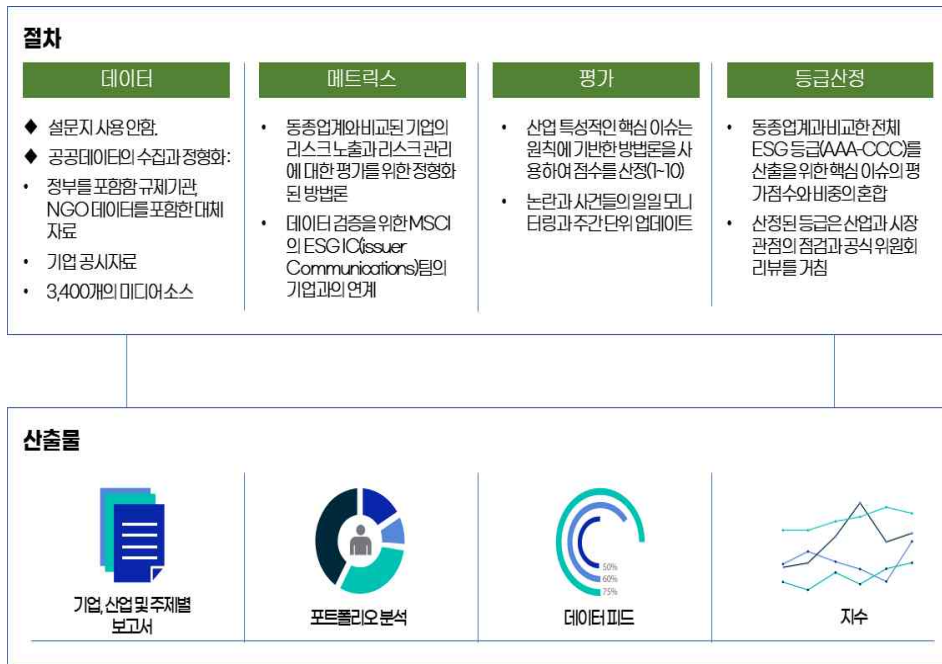 절차
데이터
◆ 설문지 사용 안함.
◆ 공공데이터의 수집과 정형화:
• 정부를 포함함 규제기관,
NGO 데이터를 포함한 대체
자료
• 기업 공시자료
• 3,400개의 미디어 소스
메트릭스
• 동종업계와 비교된 기업의
리스크 노출과 리스크 관리
에 대한 평가를 위한 정형화
된 방법론
• 데이터 검증을 위한 MSCI
의 ESG IC(issuer
Communications)팀의
기업과의 연계
평가
• 산업 특성적인 핵심 이슈는
원칙에 기반한 방법론을 사
용하여 점수를 산정(1~10)
• 논란과 사건들의 일일 모니
터링과 주간 단위 업데이트
등급산정
• 동종업계과 비교한 전체
ESG 등급(AAA-CCC)를
산출을 위한 핵심 이슈의 평
가점수와 비중의 혼합
• 산정된 등급은 산업과 시장
관점의 점검과 공식 위원회
리뷰를 거침
산출물
기업, 산업 및 주제별
보고서
포트폴리오 분석
50%
60%
75%
데이터 피드
지수